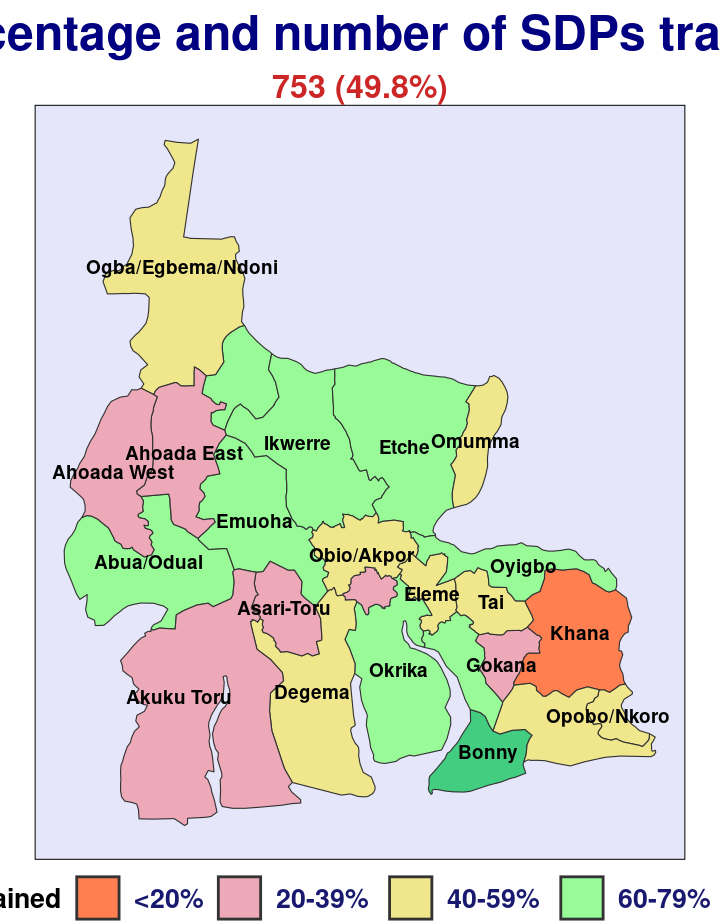 centage and number of SDPs tra
753 (49.8%)
Ogba/Egbema/Ndoni
Omumma
Ikwerre
Etche
Ahoada East
Ahoada West
Emuoha
Obio/Akpor
Abua/Odual
Oyigbo
Eleme
Tai
Asari-Toru
Khana
Gokana
Okrika
Degema
Akuku Toru
Opobo/Nkoro
Bonny
ained <20% 20-39% 40-59% 60-79%